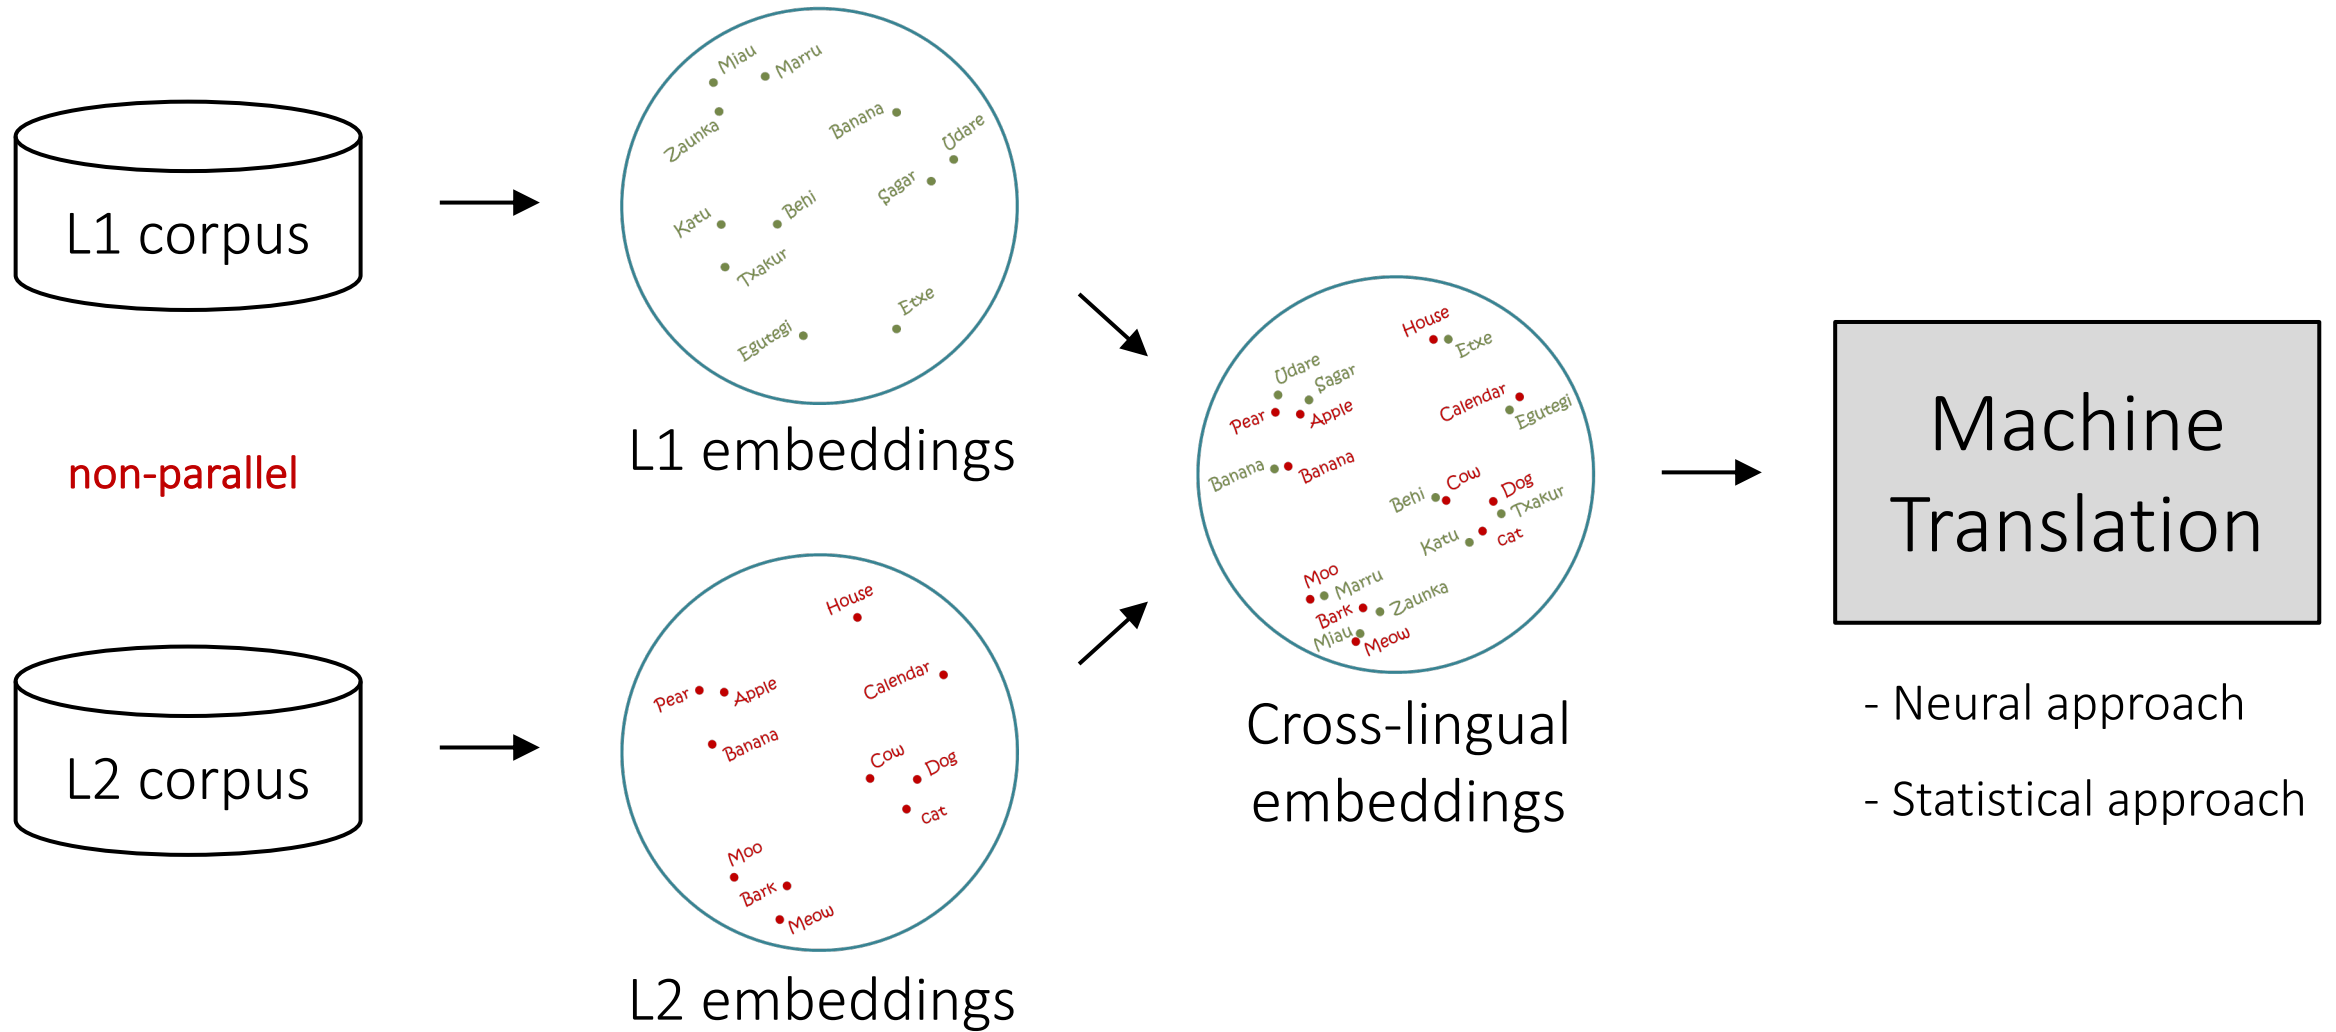 L1 corpus
non-parallel
L2 corpus
Miau
Marru
Zaunka
Banana
Udare
Sagar
Katu
Behi
Txakur
Etxe
Egutegi
L1 embeddings
House
Pear
Apple
Calendar
Banana
Cow
Dog
cat
Moo
Bark
Meow
L2 embeddings
House
Etxe
Udare
Sagar
Pear
Apple
Calendar
Egutegi
Banana
Banana
Behi
Cow
Dog
Txakur
Katu
cat
Moo
Marru
Bark
Zaunka
Miau
Meow
Cross-lingual
embeddings
Machine
Translation
- Neural approach
- Statistical approach